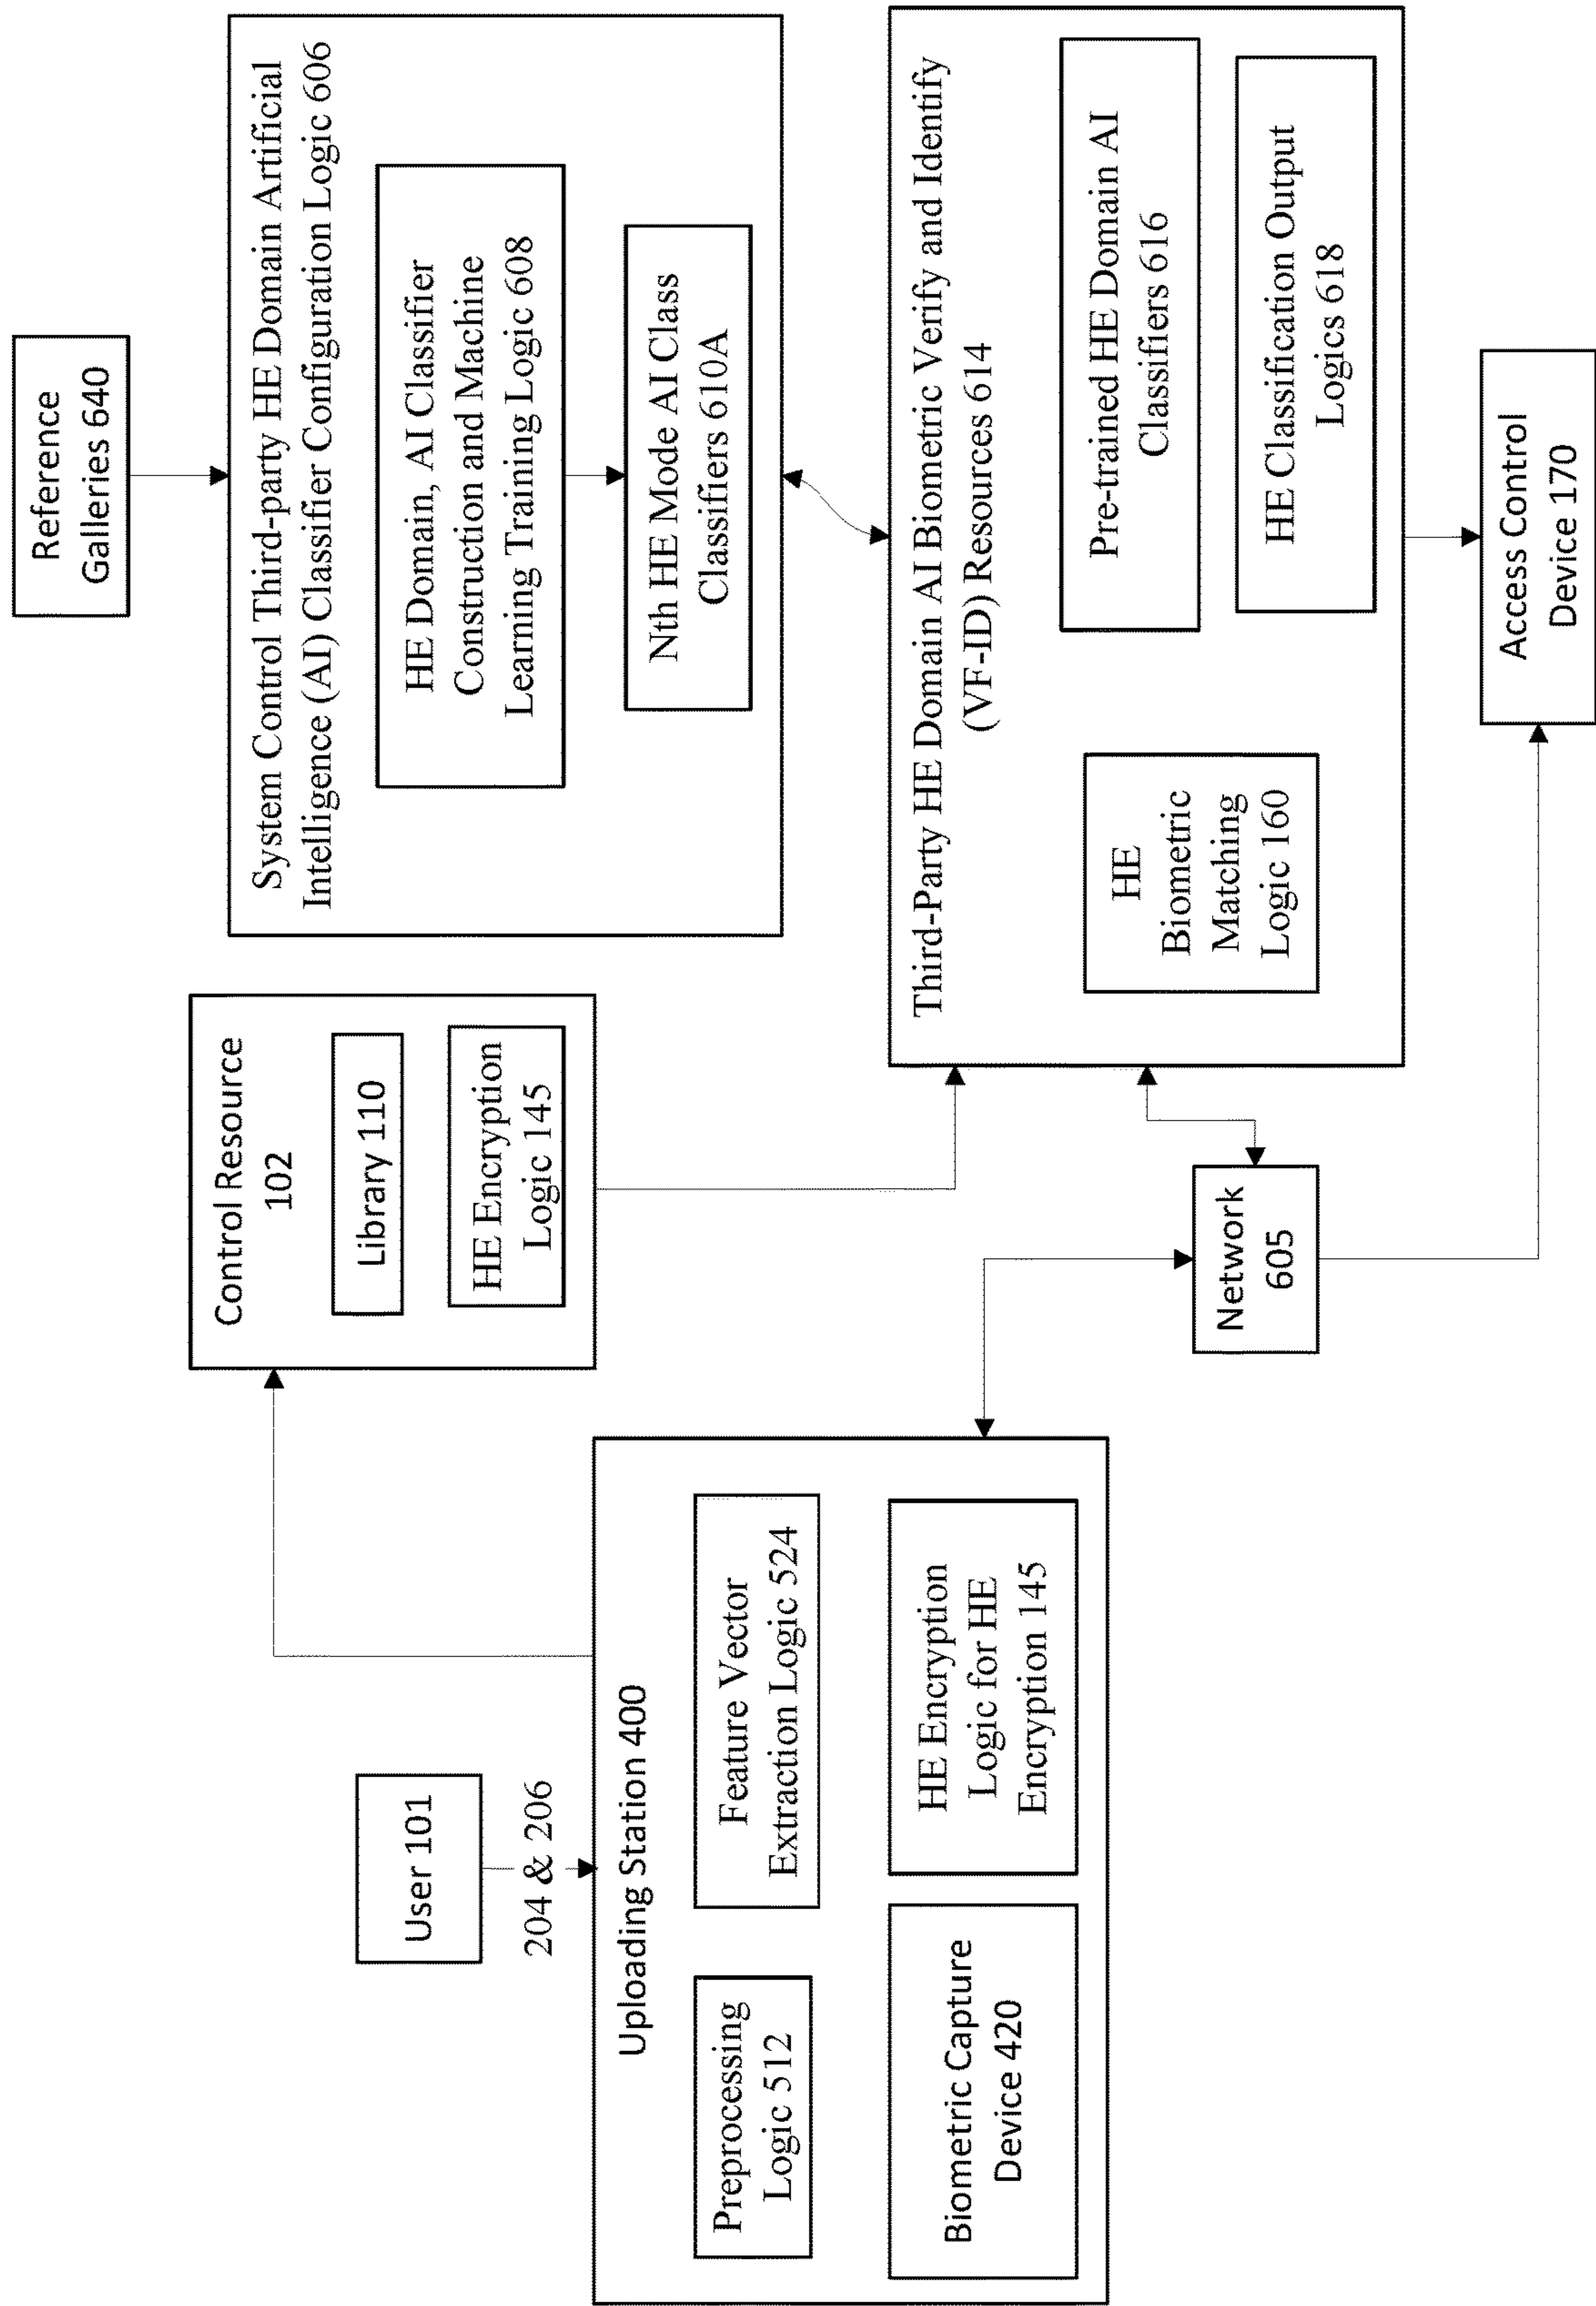 User 101
204 & 206
Uploading Station 400
Preprocessing
Logic 512
Feature Vector
Extraction Logic 524
Biometric Capture
Device 420
HE Encryption
Logic for HE
Encryption 145
Control Resource
102
Library 110
HE Encryption
Logic 145
Network
605
Reference
Galleries 640
System Control Third-party HE Domain Artificial
Intelligence (AI) Classifier Configuration Logic 606
HE Domain, AI Classifier
Construction and Machine
Learning Training Logic 608
Nth HE Mode AI Class
Classifiers 610A
Third-Party HE Domain AI Biometric Verify and Identify
(VF-ID) Resources 614
HE
Biometric
Matching
Logic 160
Pre-trained HE Domain AI
Classifiers 616
HE Classification Output
Logics 618
Access Control
Device 170